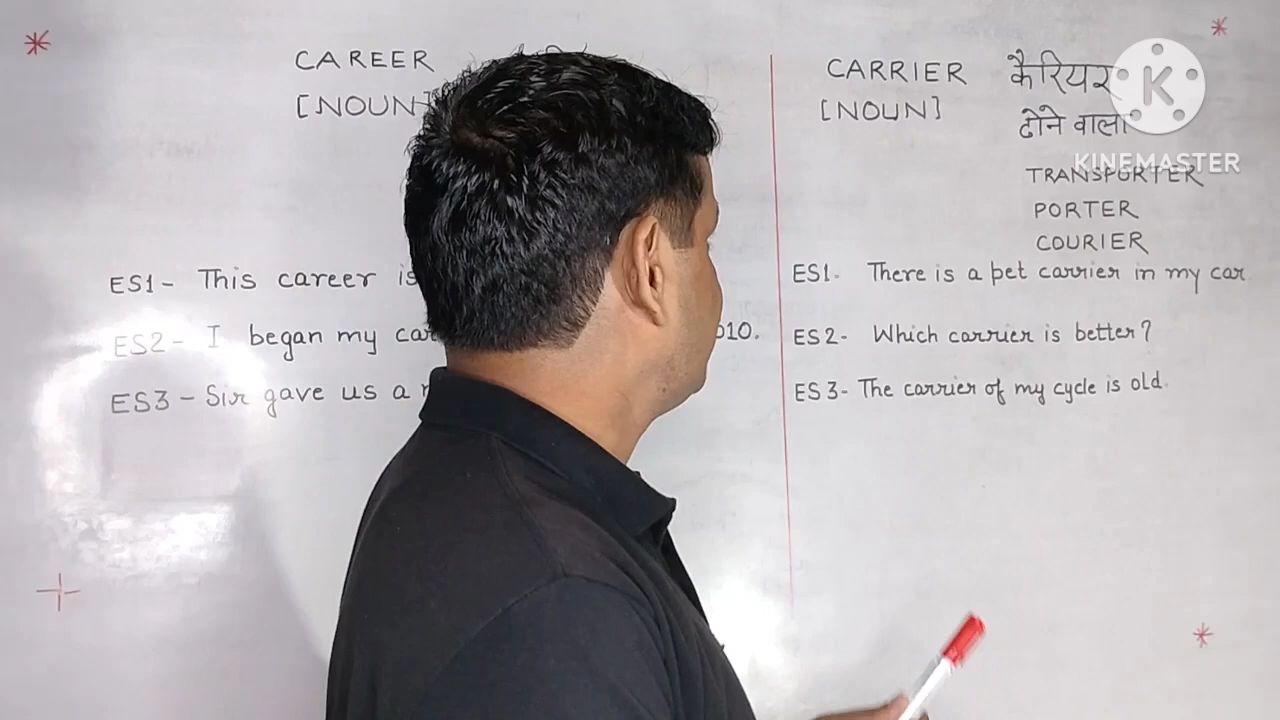 CAREER
[NOUN]
ES1 - This career is
ES2 - I began my 010.
ES3 - Sir gave us a
CARRIER कैरियर
[NOUN] ढोने वाला
TRANSPORTER
PORTER
COURIER
ES1. There is a pet carrier in my car
ES2- Which carrier is better?
ES3- The carrier of my cycle is old.
K
KINEMASTER